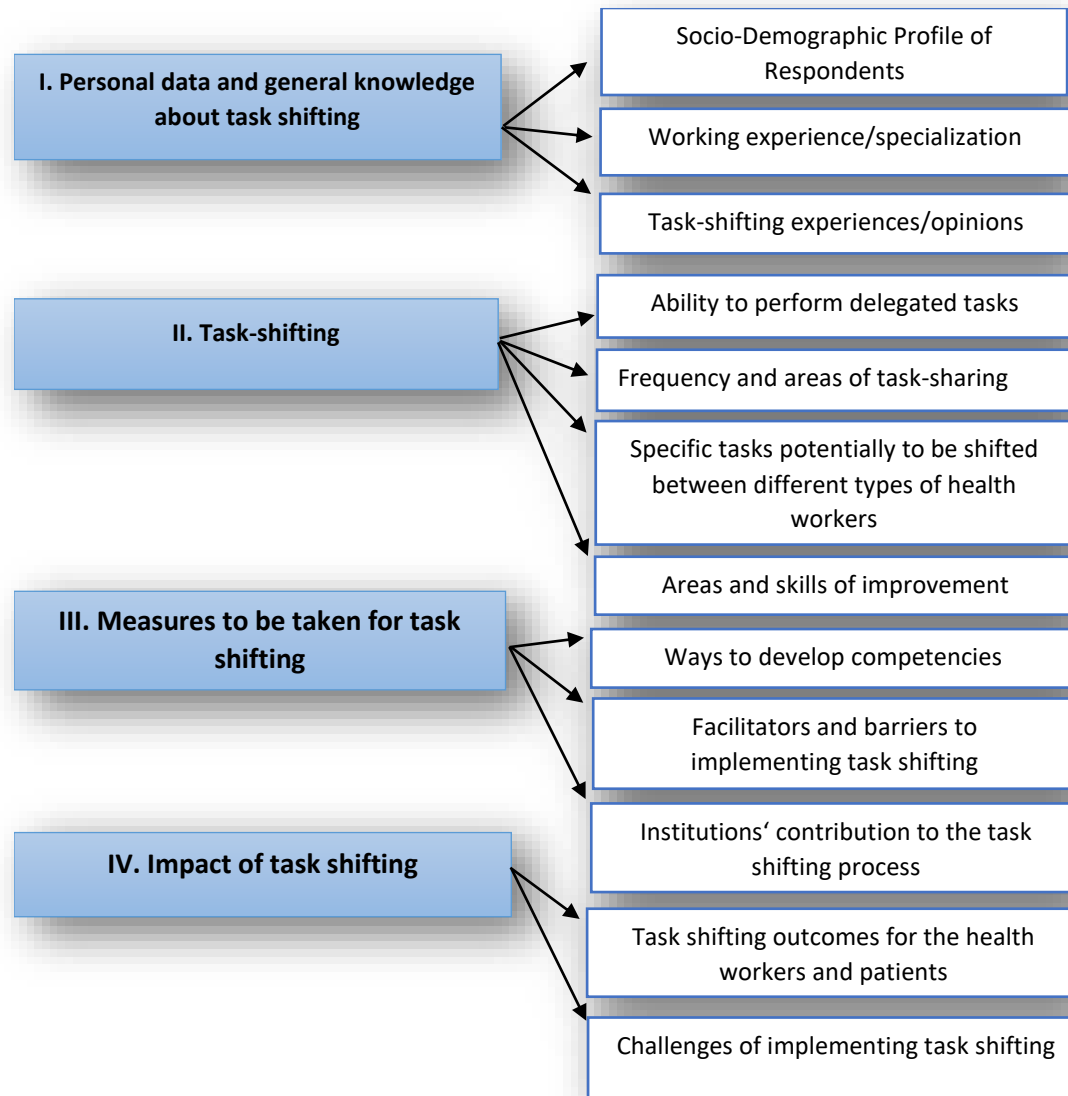 I. Personal data and general knowledge
about task shifting
Socio-Demographic Profile of
Respondents
Working experience/specialization
Task-shifting experiences/opinions
II. Task-shifting
Ability to perform delegated tasks
Frequency and areas of task-sharing
Specific tasks potentially to be shifted
between different types of health
workers
Areas and skills of improvement
III. Measures to be taken for task
shifting
Ways to develop competencies
Facilitators and barriers to
implementing task shifting
Institutions‘ contribution to the task
shifting process
IV. Impact of task shifting
Task shifting outcomes for the health
workers and patients
Challenges of implementing task shifting